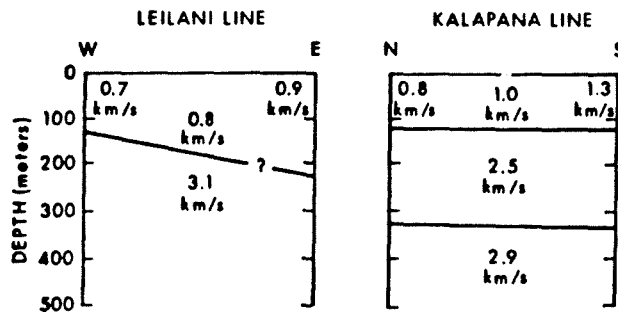 LEILANI LINE
W E
0
100
200
300
400
500
DEPTH (meters)
0.7 km/s
0.9 km/s
0.8 km/s
?
3.1 km/s
KALAPANA LINE
N S
0.8 km/s
1.0 km/s
1.3 km/s
2.5 km/s
2.9 km/s